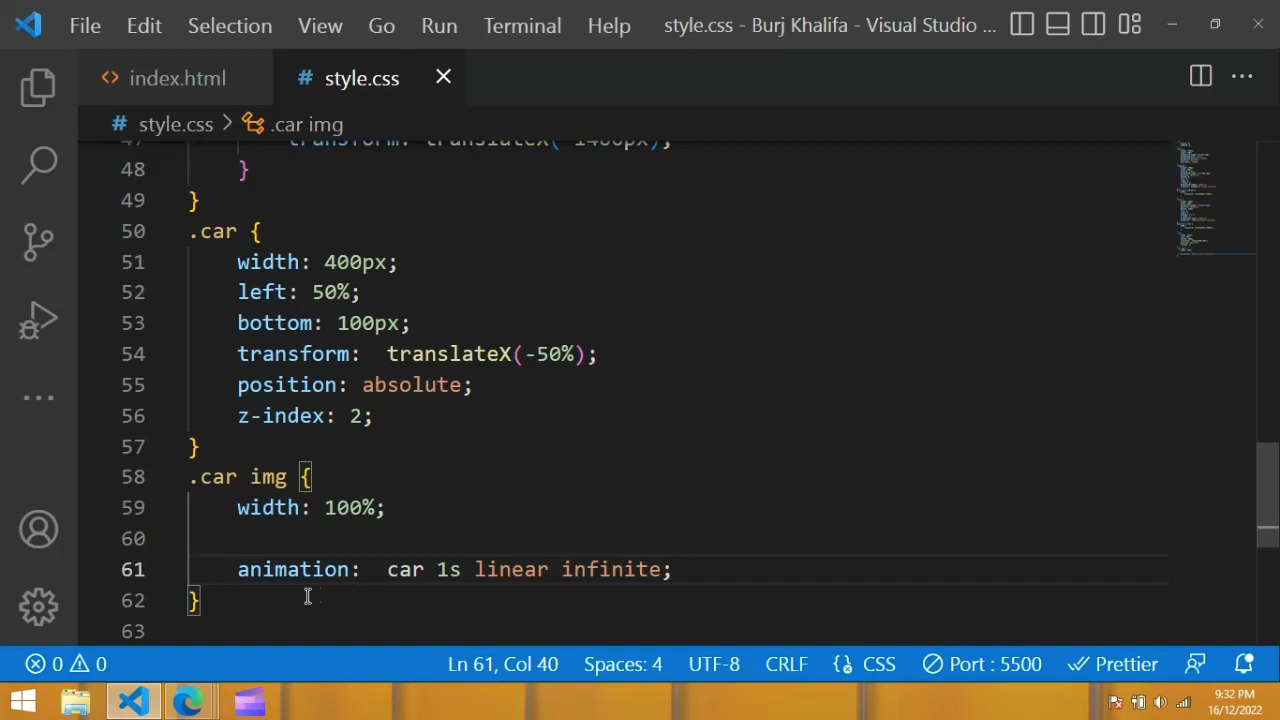 File Edit Selection View Go Run Terminal Help style.css - Burj Khalifa - Visual Studio ...
index.html # style.css
# style.css > .car img
47 transform: translateX(-1400px);
48 }
49 }
50 .car {
51 width: 400px;
52 left: 50%;
53 bottom: 100px;
54 transform:  translateX(-50%);
55 position: absolute;
56 z-index: 2;
57 }
58 .car img {
59 width: 100%;
60
61 animation:  car 1s linear infinite;
62 }
63
0 0 Ln 61, Col 40 Spaces: 4 UTF-8 CRLF {} CSS Port : 5500 Prettier
9:32 PM
16/12/2022